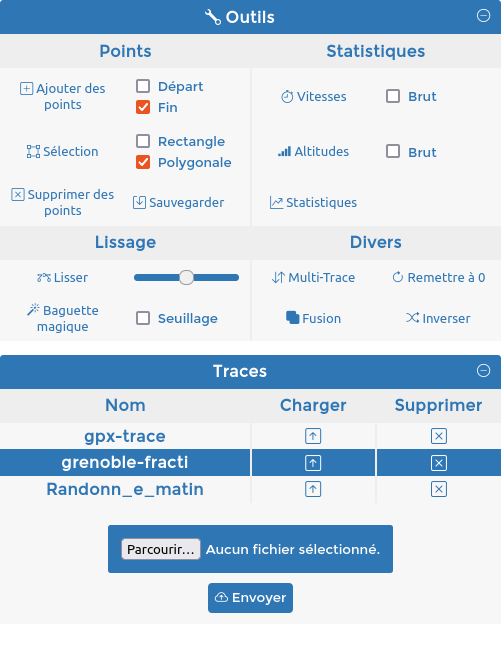 Outils
Points
Statistiques
Ajouter des
points
Départ
Fin
Vitesses
Brut
Sélection
Rectangle
Polygonale
Altitudes
Brut
Supprimer des
points
Sauvegarder
Statistiques
Lissage
Divers
Lisser
Multi-Trace
Remettre à 0
Baguette
magique
Seuillage
Fusion
Inverser
Traces
Nom
Charger
Supprimer
gpx-trace
grenoble-fracti
Randonn_e_matin
Parcourir... Aucun fichier sélectionné.
Envoyer